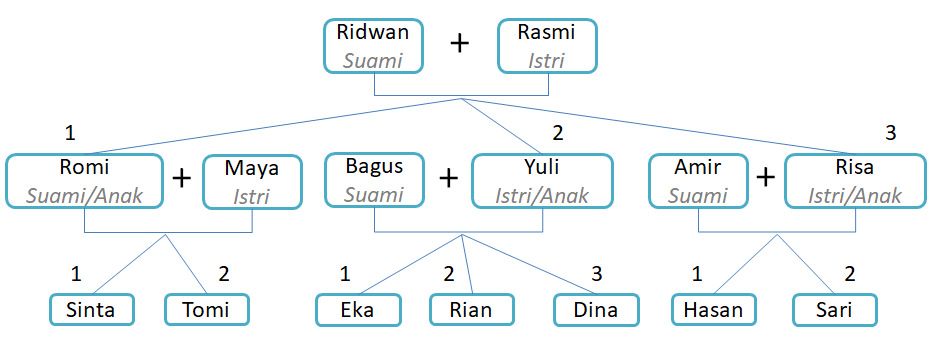 Ridwan
Suami
+
Rasmi
Istri
1
2
3
Romi
Suami/Anak
+
Maya
Istri
Bagus
Suami
+
Yuli
Istri/Anak
Amir
Suami
+
Risa
Istri/Anak
1
2
1
2
3
1
2
Sinta
Tomi
Eka
Rian
Dina
Hasan
Sari